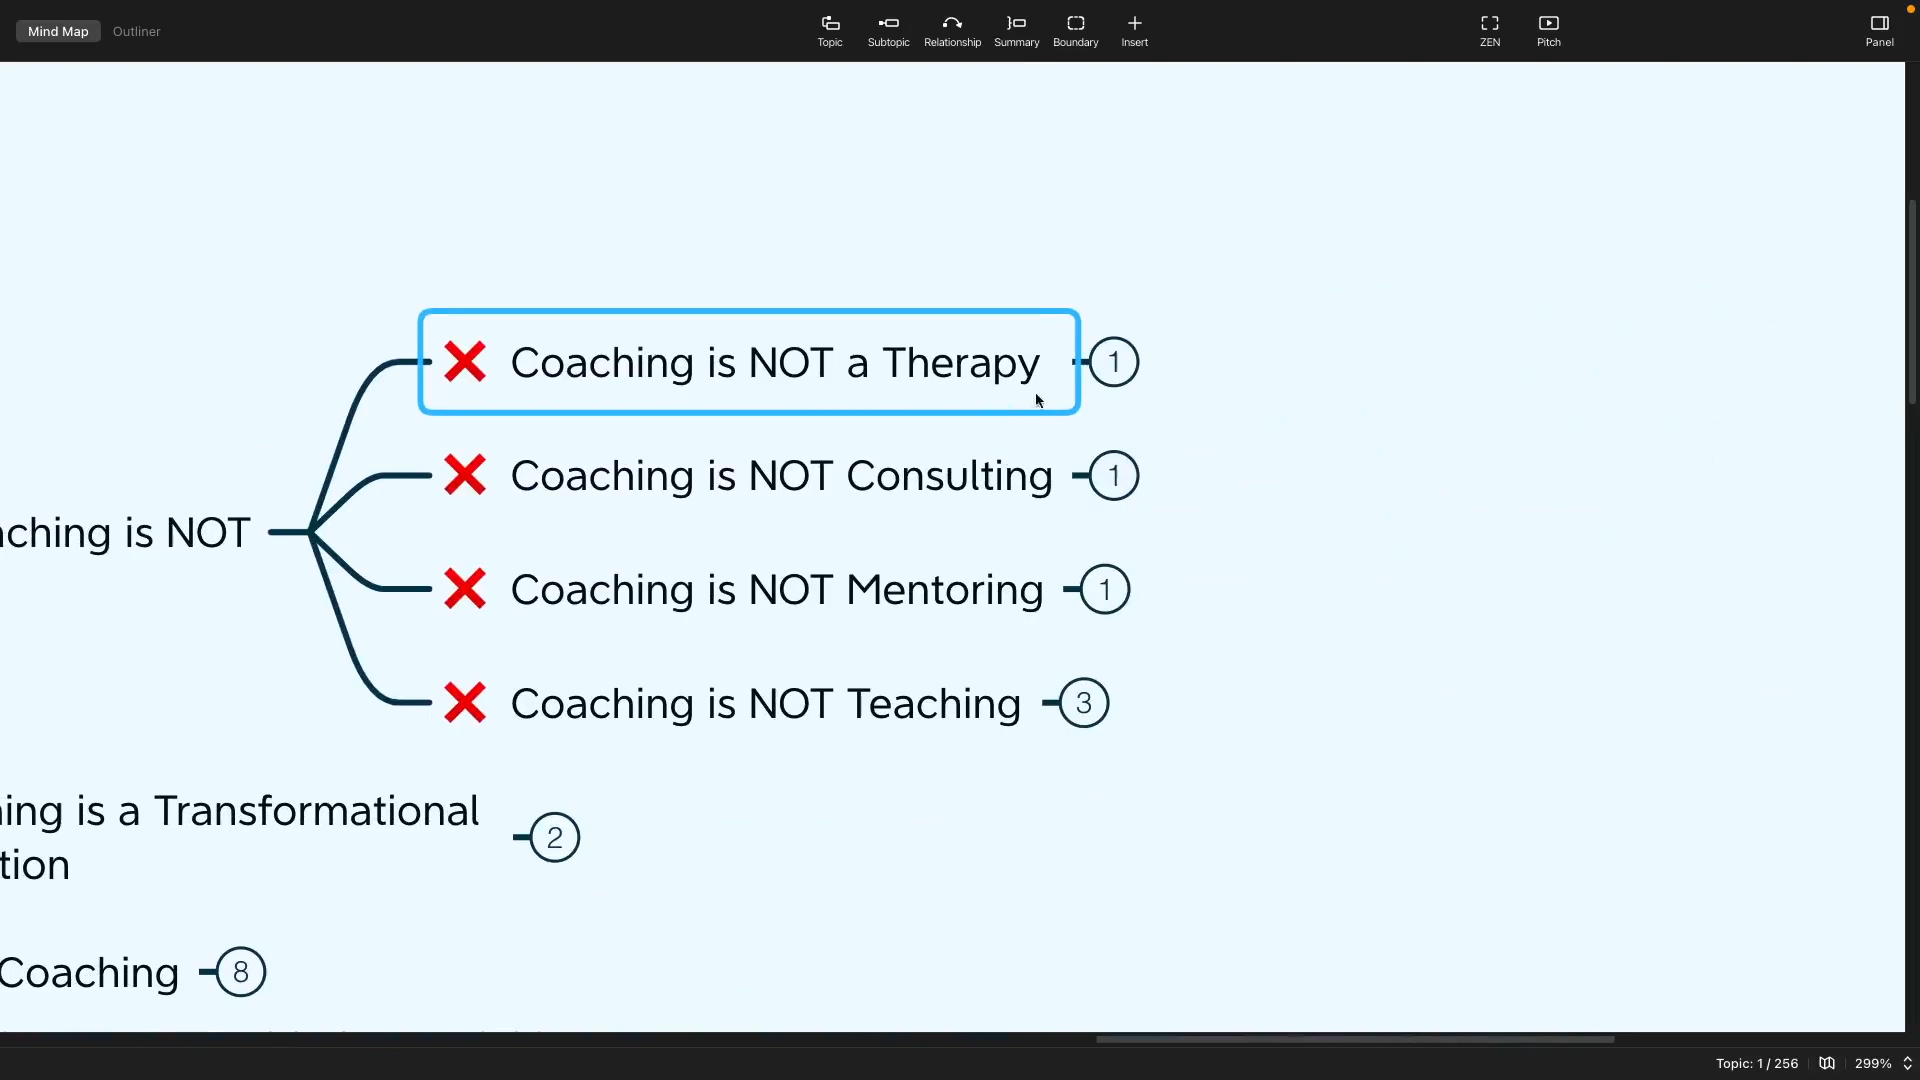 Mind Map
Outliner
Topic
Subtopic
Relationship
Summary
Boundary
Insert
ZEN
Pitch
Panel
Coaching is NOT a Therapy
1
Coaching is NOT Consulting
1
aching is NOT
Coaching is NOT Mentoring
1
Coaching is NOT Teaching
3
ing is a Transformational
tion
2
Coaching
8
Topic: 1 / 256
299%